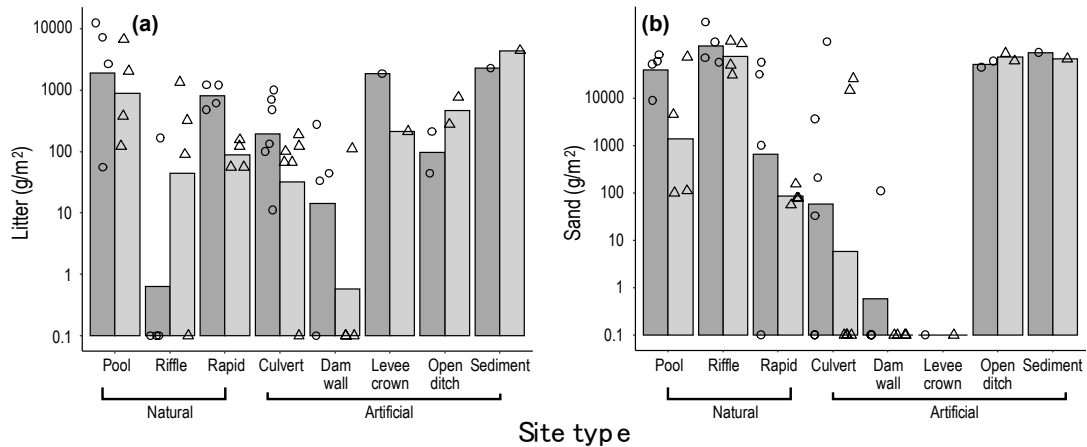 (a)
Litter (g/m²)
10000
1000
100
10
1
0.1
Pool Riffle Rapid Culvert Dam wall Levee crown Open ditch Sediment
Natural Artificial
(b)
Sand (g/m²)
10000
1000
100
10
1
0.1
Pool Riffle Rapid Culvert Dam wall Levee crown Open ditch Sediment
Natural Artificial
Site type